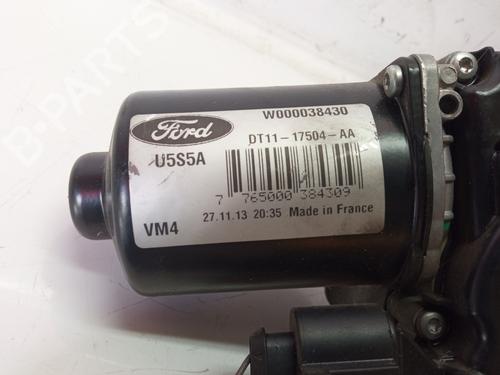 W000038430
Ford
DT11-17504-AA
U5S5A
7 765000 384309
27.11.13 20:35 Made in France
VM4
B-PARTS